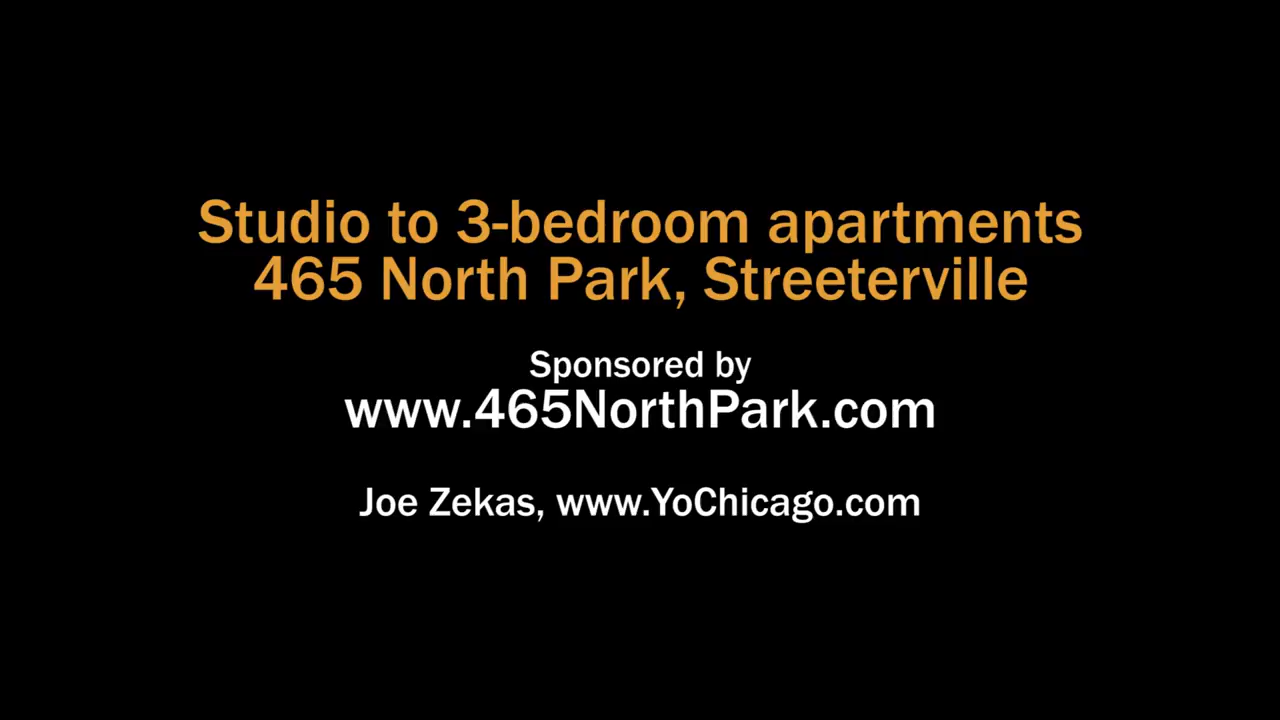 Studio to 3-bedroom apartments
465 North Park, Streeterville
Sponsored by
www.465NorthPark.com
Joe Zekas, www.YoChicago.com